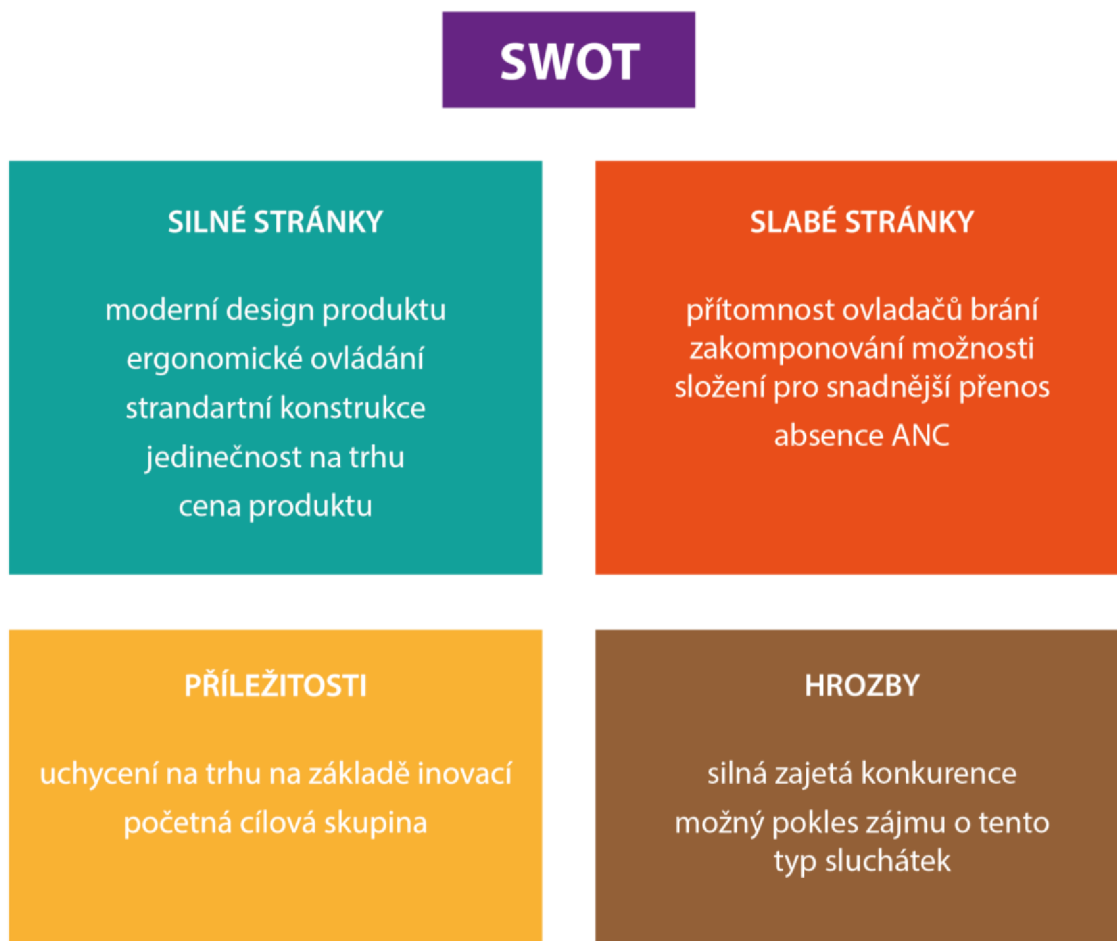 SWOT
SILNÉ STRÁNKY
moderní design produktu
ergonomické ovládání
strandartní konstrukce
jedinečnost na trhu
cena produktu
SLABÉ STRÁNKY
přítomnost ovladačů brání
zakomponování možnosti
složení pro snadnější přenos
absence ANC
PŘÍLEŽITOSTI
uchycení na trhu na základě inovací
početná cílová skupina
HROZBY
silná zajetá konkurence
možný pokles zájmu o tento
typ sluchátek